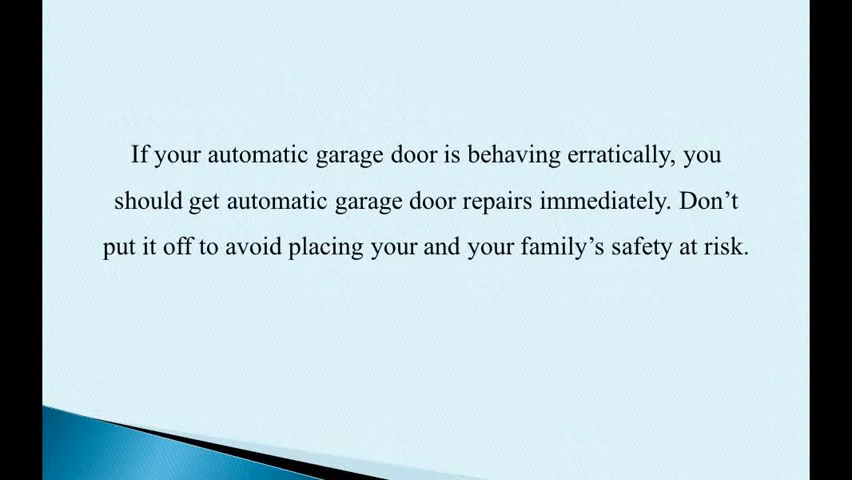 If your automatic garage door is behaving erratically, you
should get automatic garage door repairs immediately. Don’t
put it off to avoid placing your and your family’s safety at risk.